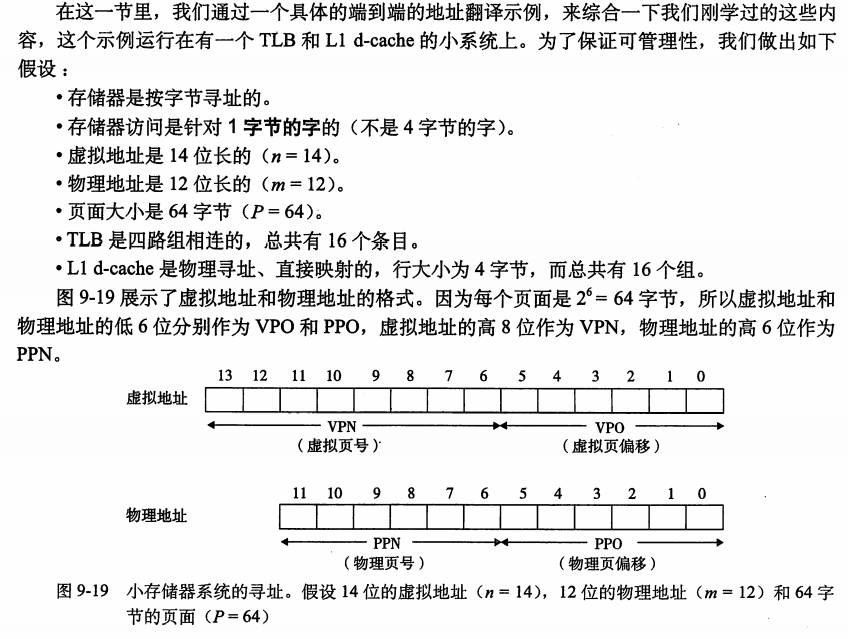 在这一节里，我们通过一个具体的端到端的地址翻译示例，来综合一下我们刚学过的这些内
容，这个示例运行在有一个 TLB 和 L1 d-cache 的小系统上。为了保证可管理性，我们做出如下
假设：
•存储器是按字节寻址的。
•存储器访问是针对 1 字节的字的（不是 4 字节的字）。
•虚拟地址是 14 位长的（n = 14）。
•物理地址是 12 位长的（m = 12）。
•页面大小是 64 字节（P = 64）。
•TLB 是四路组相连的，总共有 16 个条目。
•L1 d-cache 是物理寻址、直接映射的，行大小为 4 字节，而总共有 16 个组。
图 9-19 展示了虚拟地址和物理地址的格式。因为每个页面是 2⁶ = 64 字节，所以虚拟地址和
物理地址的低 6 位分别作为 VPO 和 PPO，虚拟地址的高 8 位作为 VPN，物理地址的高 6 位作为
PPN。
13 12 11 10 9 8 7 6 5 4 3 2 1 0
虚拟地址
VPN VPO
（虚拟页号） （虚拟页偏移）
11 10 9 8 7 6 5 4 3 2 1 0
物理地址
PPN PPO
（物理页号） （物理页偏移）
图 9-19 小存储器系统的寻址。假设 14 位的虚拟地址（n = 14），12 位的物理地址（m = 12）和 64 字
节的页面（P = 64）